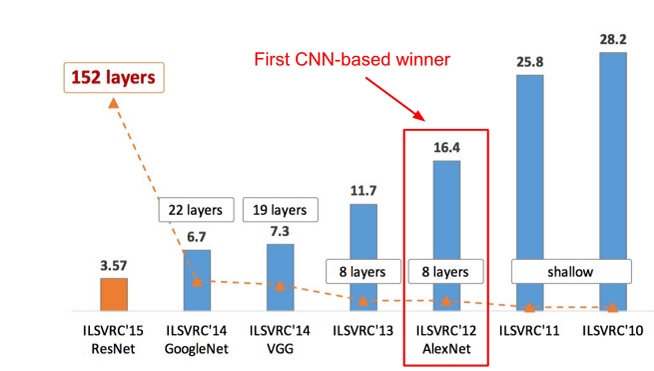 First CNN-based winner
28.2
25.8
152 layers
16.4
11.7
22 layers
19 layers
6.7
7.3
3.57
8 layers
8 layers
shallow
ILSVRC'15
ResNet
ILSVRC'14
GoogleNet
ILSVRC'14
VGG
ILSVRC'13
ILSVRC'12
AlexNet
ILSVRC'11
ILSVRC'10